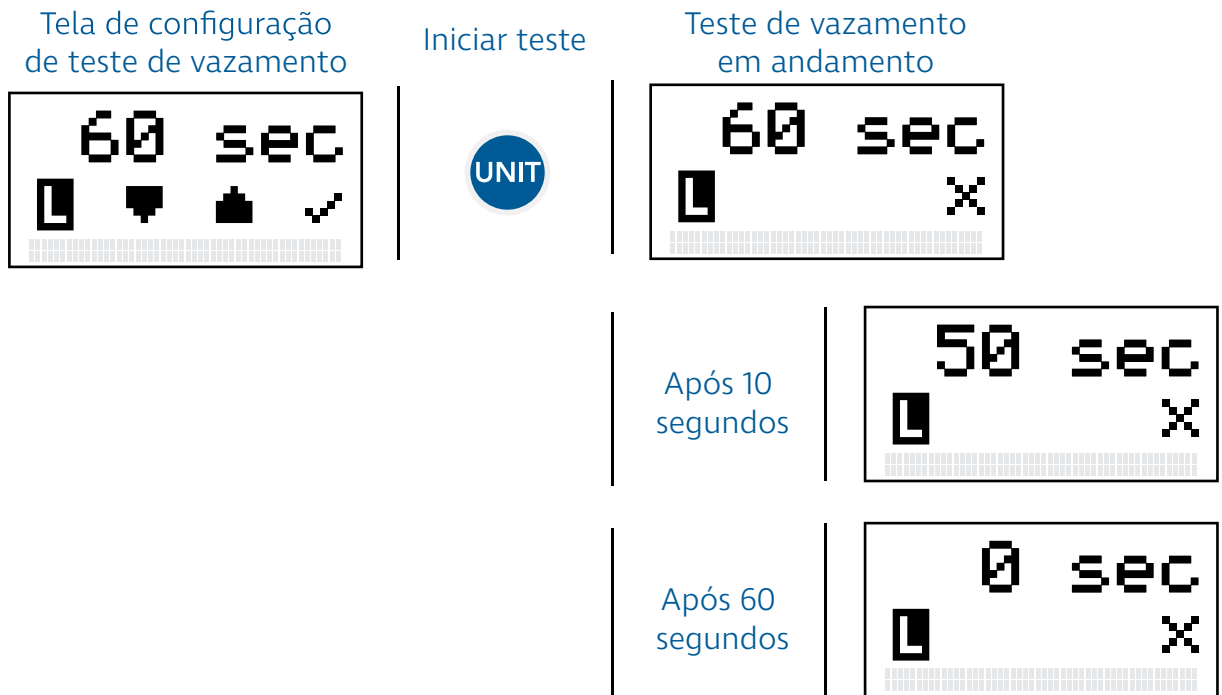 Tela de configuração
de teste de vazamento
Iniciar teste
Teste de vazamento
em andamento
60 sec
L
UNIT
60 sec
L
Após 10
segundos
50 sec
L
Após 60
segundos
0 sec
L